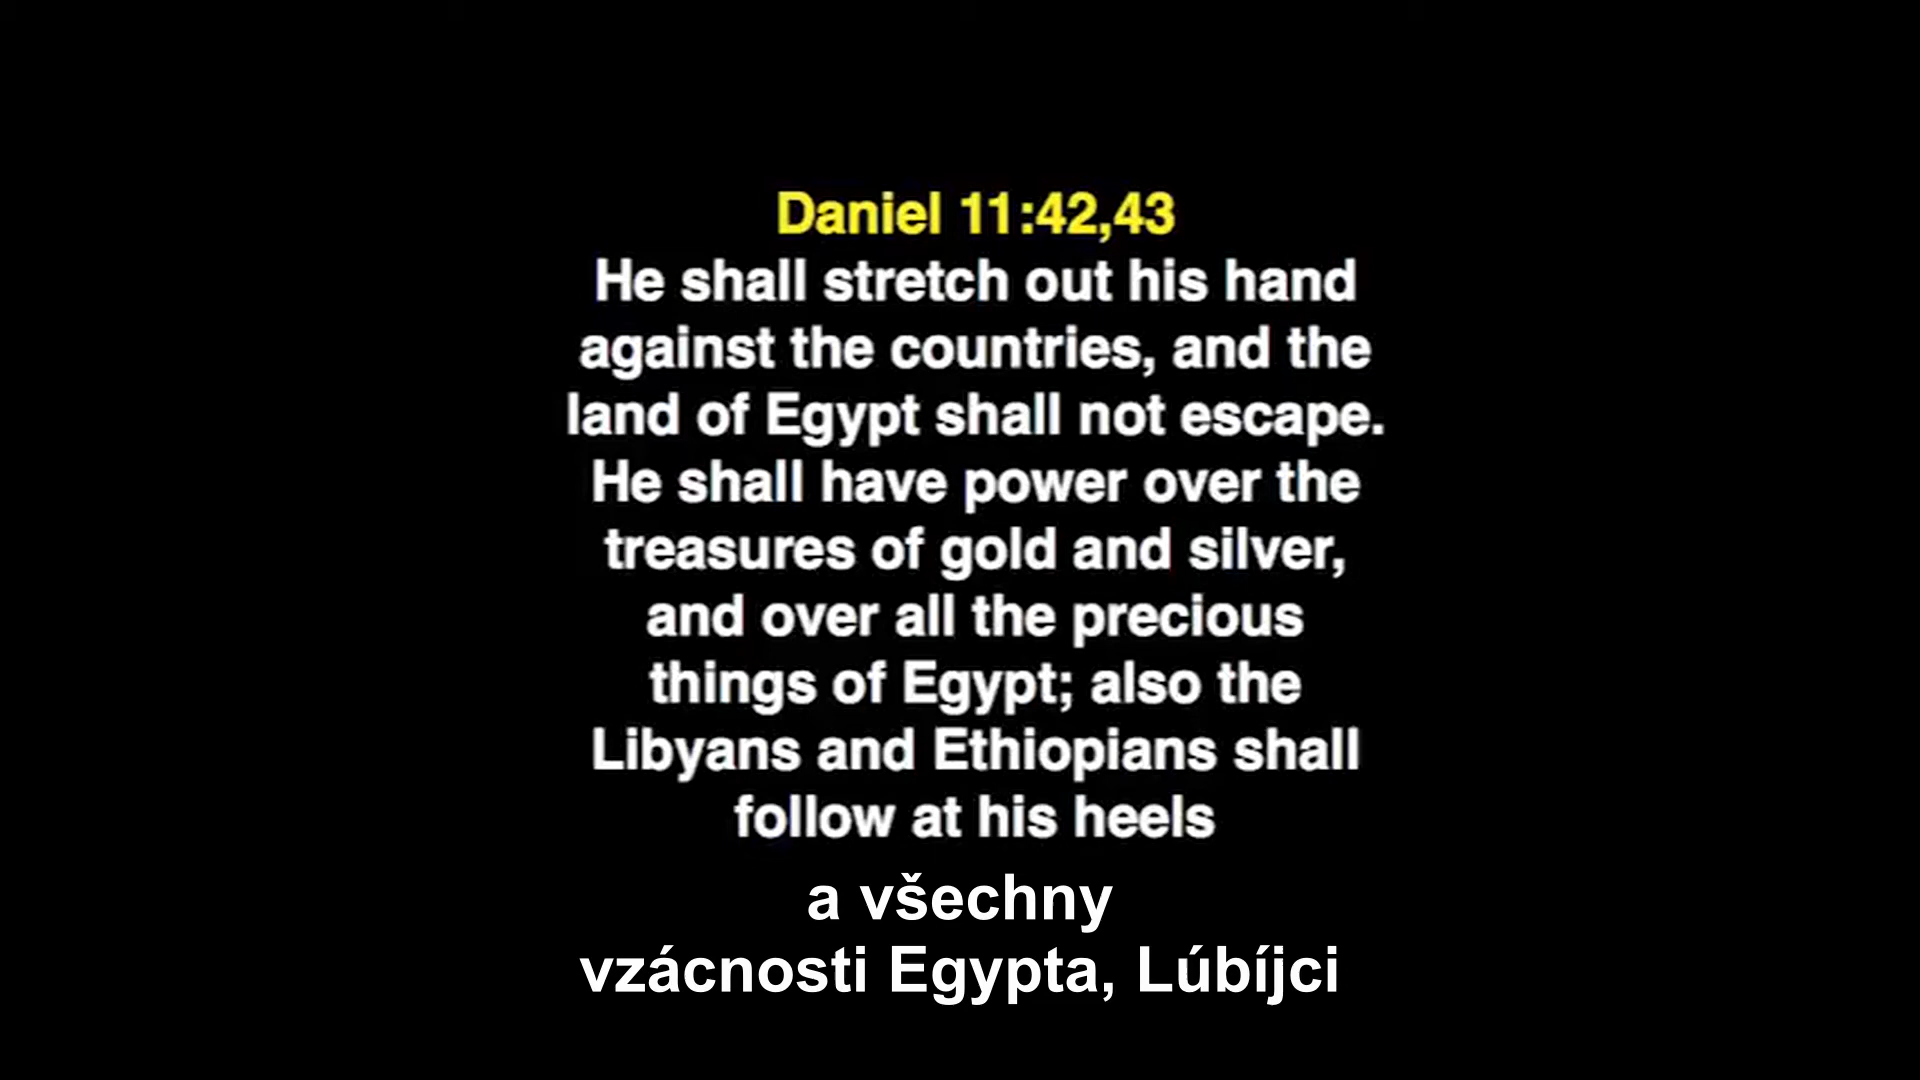 Daniel 11:42,43
He shall stretch out his hand
against the countries, and the
land of Egypt shall not escape.
He shall have power over the
treasures of gold and silver,
and over all the precious
things of Egypt; also the
Libyans and Ethiopians shall
follow at his heels
a všechny
vzácnosti Egypta, Lúbíjci